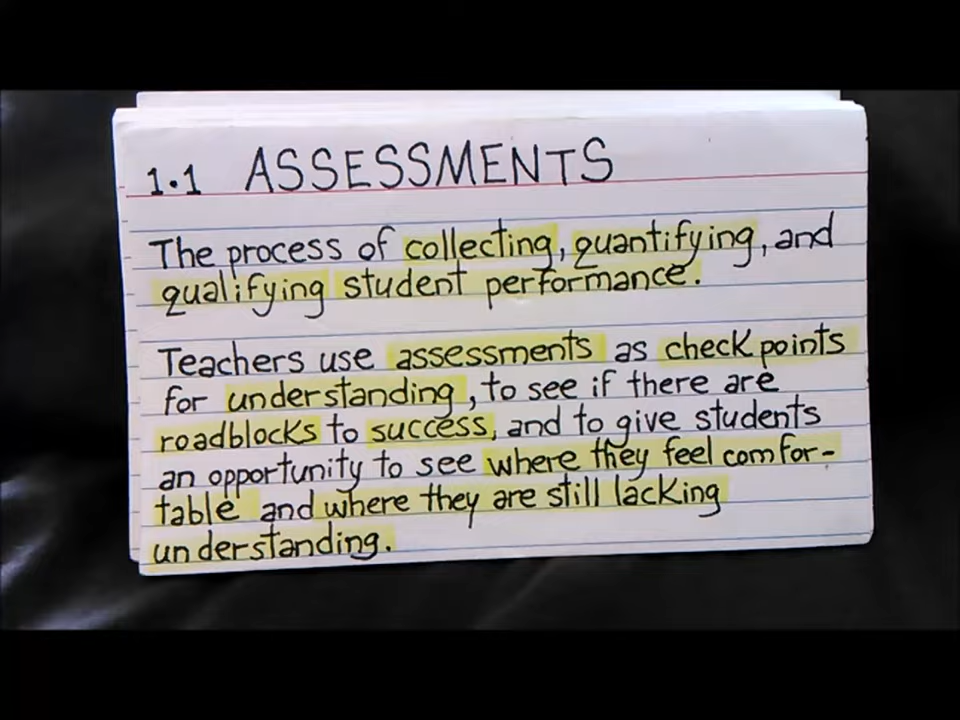 1.1 ASSESSMENTS
The process of collecting, quantifying, and
qualifying student performance.
Teachers use assessments as check points
for understanding, to see if there are
roadblocks to success, and to give students
an opportunity to see where they feel comfor-
table and where they are still lacking
understanding.